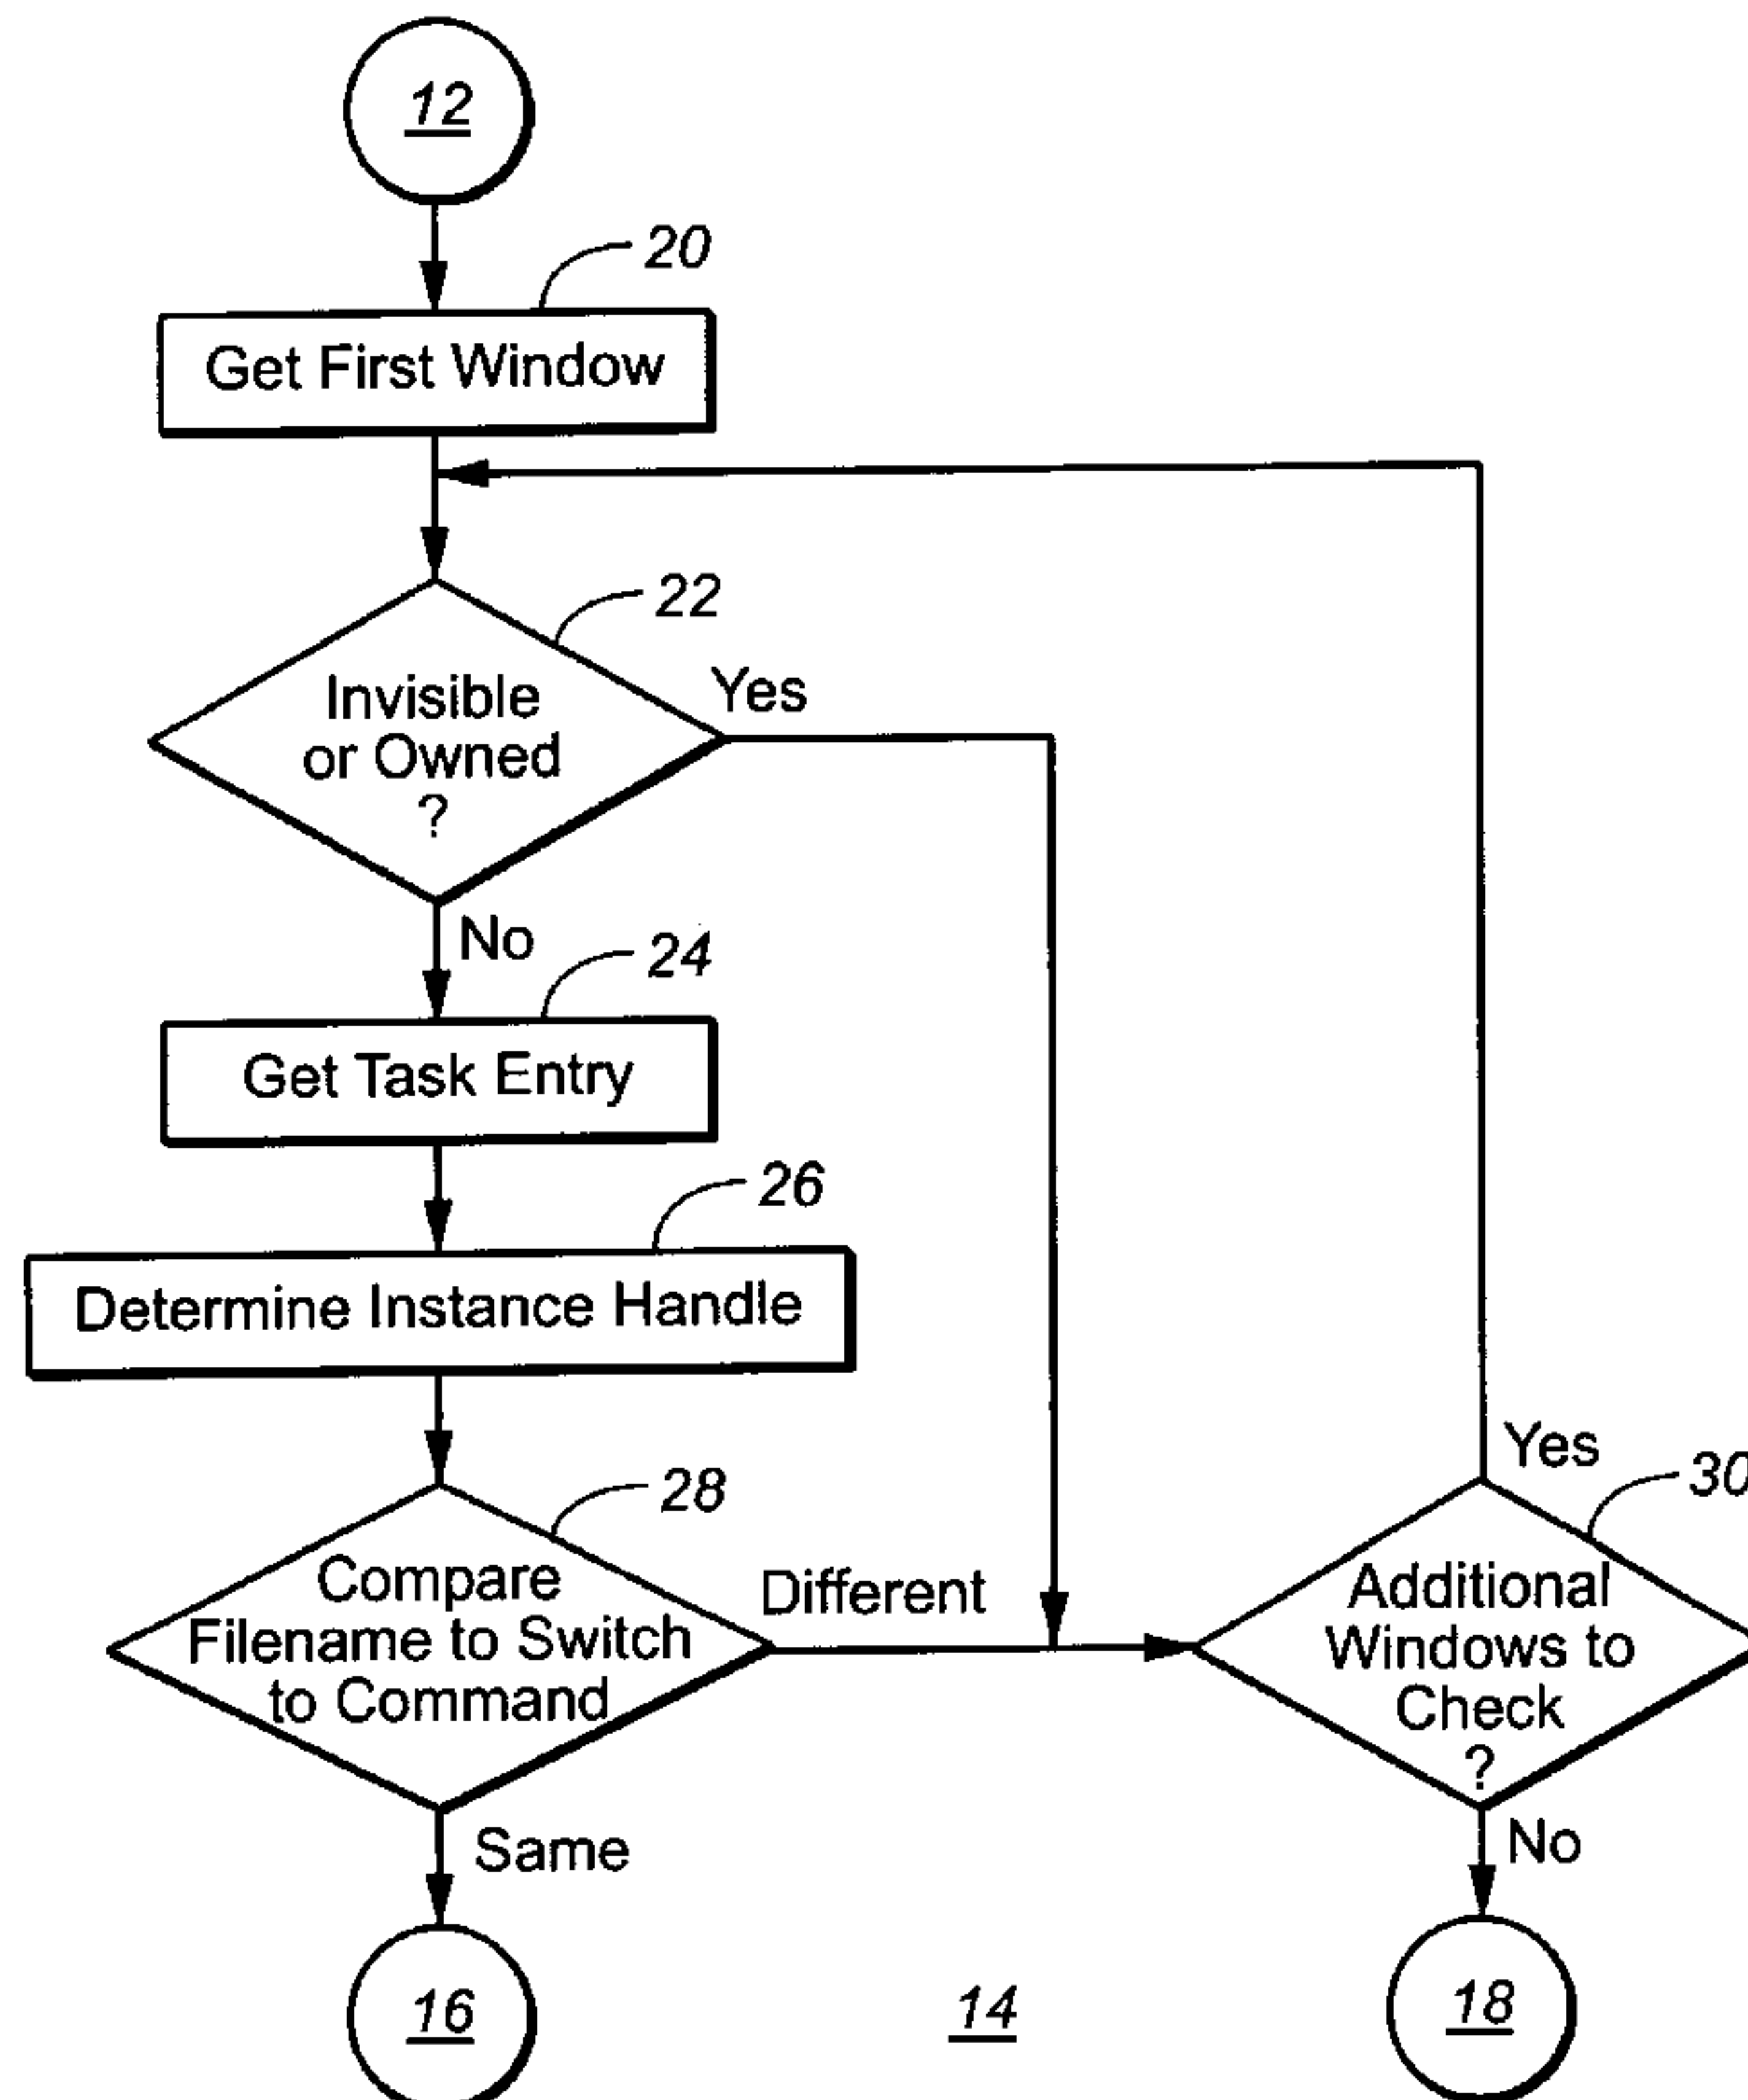 12
20
Get First Window
22
Invisible
or Owned
?
Yes
No
24
Get Task Entry
26
Determine Instance Handle
28
Compare
Filename to Switch
to Command
Different
Same
Yes
30
Additional
Windows to
Check
?
No
16
14
18